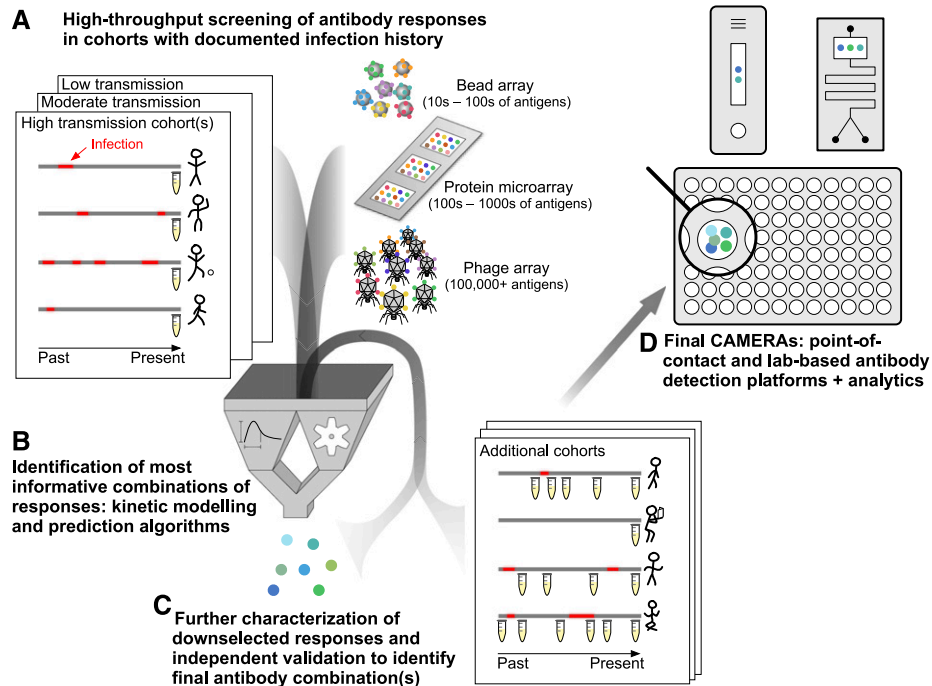 A High-throughput screening of antibody responses
in cohorts with documented infection history
Low transmission
Moderate transmission
High transmission cohort(s)
Infection
Past Present
Bead array
(10s – 100s of antigens)
Protein microarray
(100s – 1000s of antigens)
Phage array
(100,000+ antigens)
B
Identification of most
informative combinations of
responses: kinetic modelling
and prediction algorithms
C Further characterization of
downselected responses and
independent validation to identify
final antibody combination(s)
Additional cohorts
Past Present
D Final CAMERAs: point-of-
contact and lab-based antibody
detection platforms + analytics